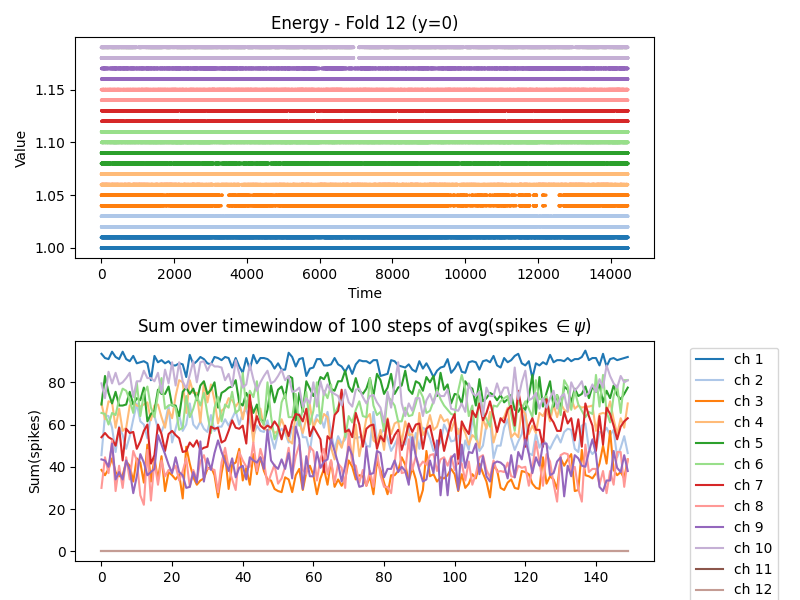 Energy - Fold 12 (y=0)
Value
1.15
1.10
1.05
1.00
0 2000 4000 6000 8000 10000 12000 14000
Time
Sum over timewindow of 100 steps of avg(spikes ∈ψ)
Sum(spikes)
80
60
40
20
0
0 20 40 60 80 100 120 140
ch 1
ch 2
ch 3
ch 4
ch 5
ch 6
ch 7
ch 8
ch 9
ch 10
ch 11
ch 12